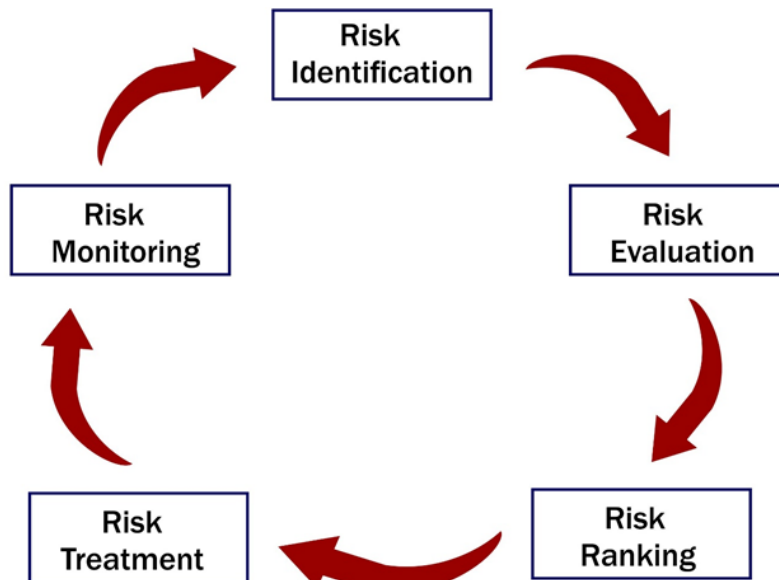 Risk
Identification
Risk
Evaluation
Risk
Ranking
Risk
Treatment
Risk
Monitoring